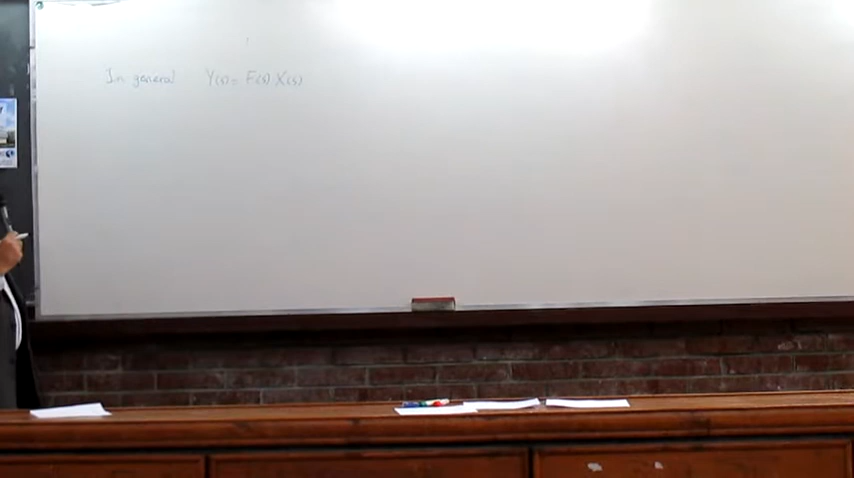 In general Y(s) = F(s) X(s)